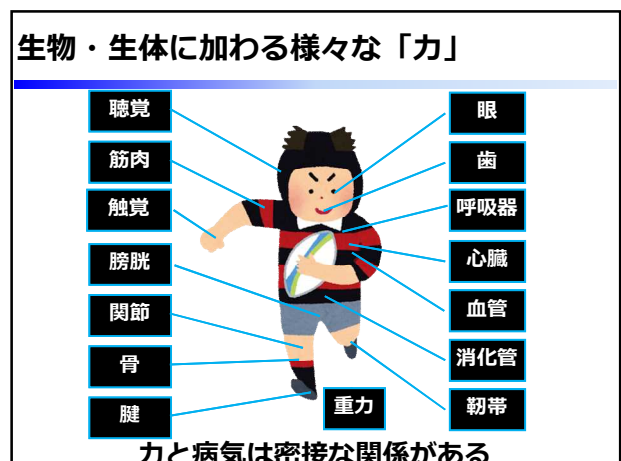 生物・生体に加わる様々な「力」
聴覚
筋肉
触覚
膀胱
関節
骨
腱
眼
歯
呼吸器
心臓
血管
消化管
靭帯
重力
力と病気は密接な関係がある